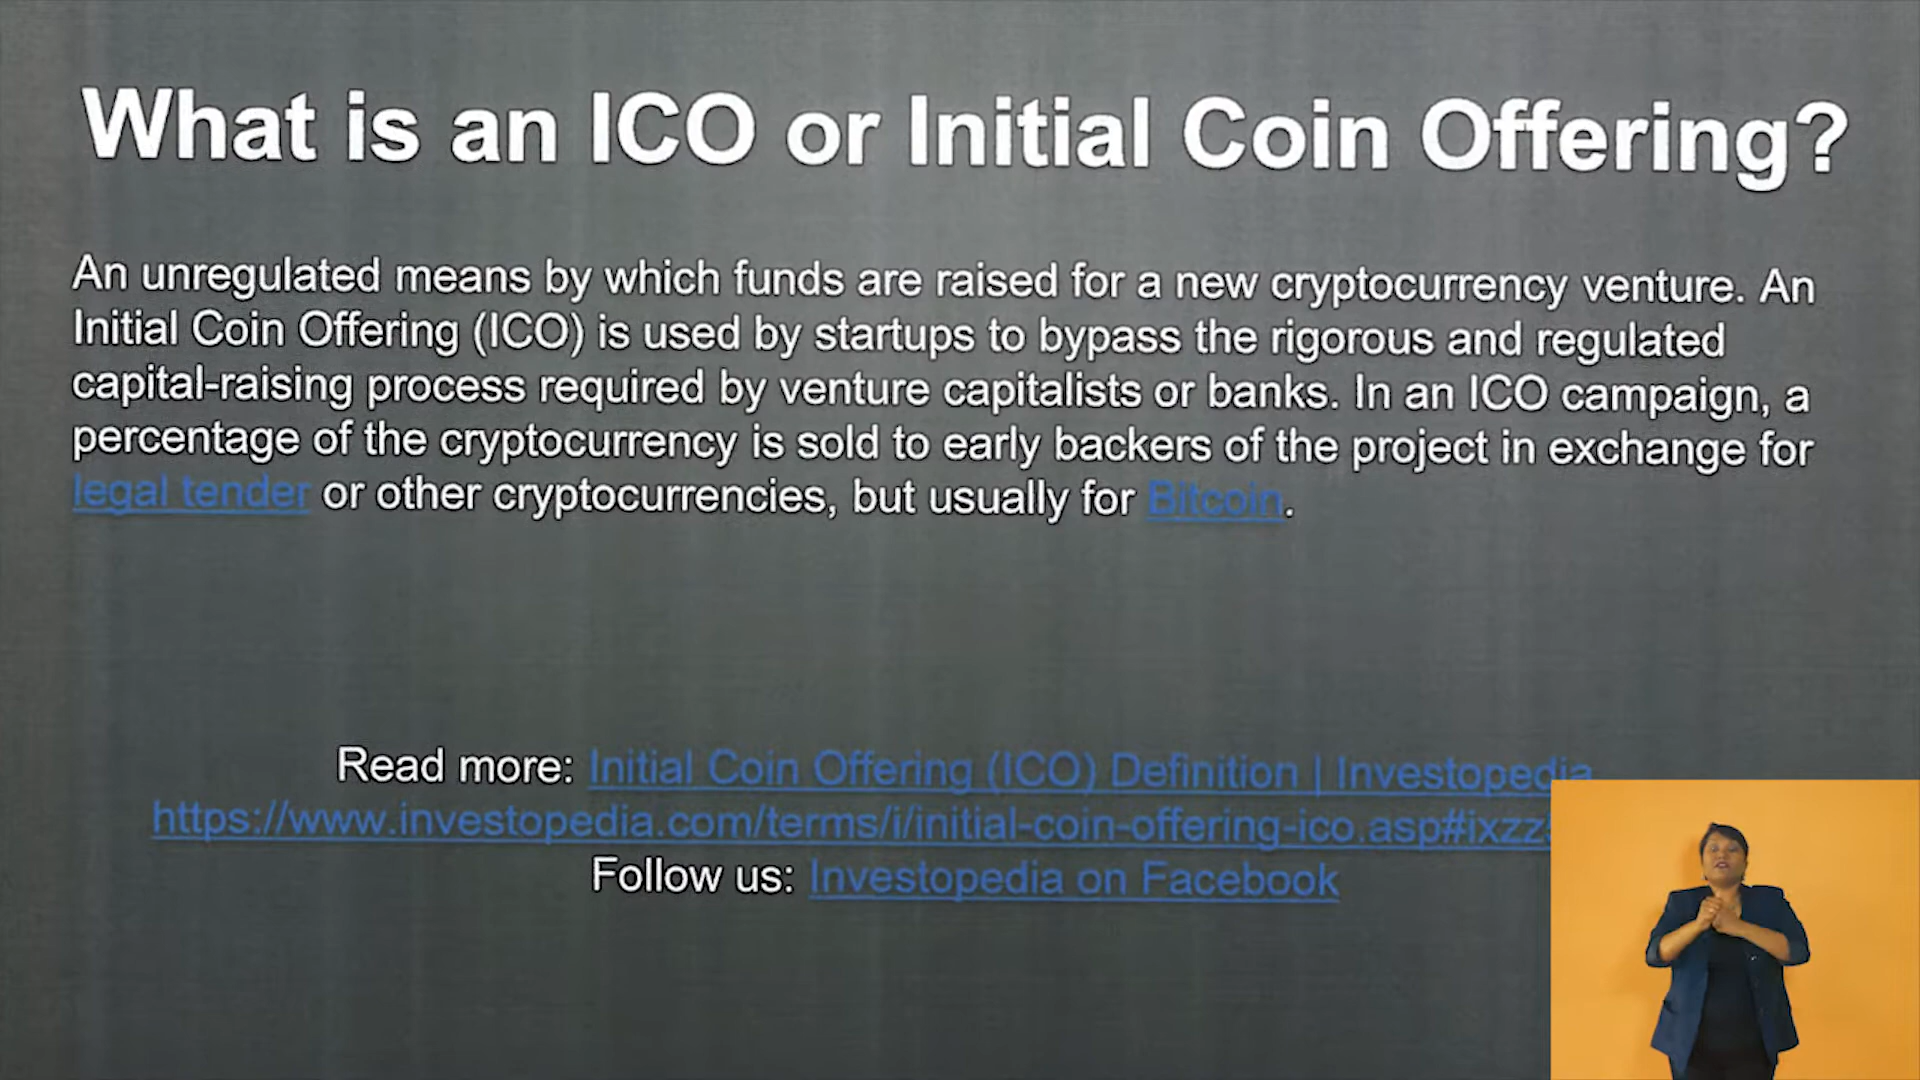 What is an ICO or Initial Coin Offering?
An unregulated means by which funds are raised for a new cryptocurrency venture. An
Initial Coin Offering (ICO) is used by startups to bypass the rigorous and regulated
capital-raising process required by venture capitalists or banks. In an ICO campaign, a
percentage of the cryptocurrency is sold to early backers of the project in exchange for
legal tender or other cryptocurrencies, but usually for Bitcoin.
Read more: Initial Coin Offering (ICO) Definition | Investopedia
https://www.investopedia.com/terms/i/initial-coin-offering-ico.asp#ixzz
Follow us: Investopedia on Facebook